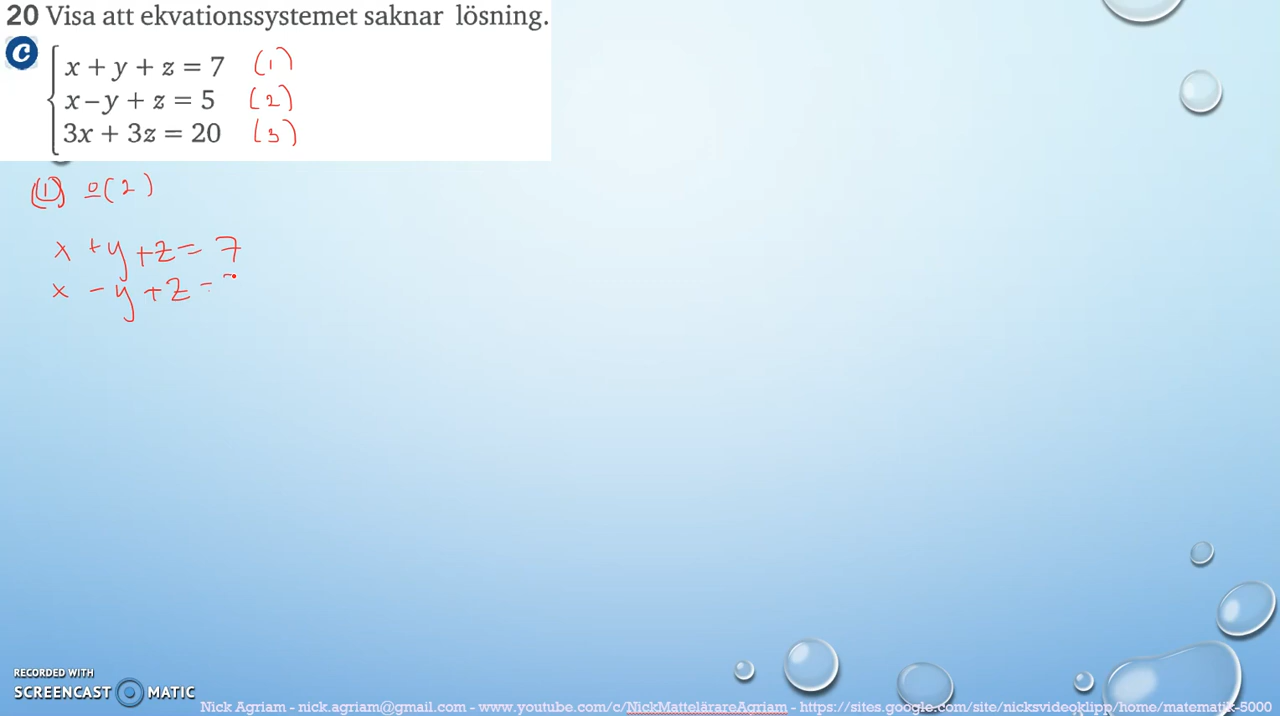 20 Visa att ekvationssystemet saknar lösning.
C
x + y + z = 7 (1)
x – y + z = 5 (2)
3x + 3z = 20 (3)
(1) o(2)
x + y + z = 7
x - y + z =
RECORDED WITH
SCREENCAST MATIC
Nick Agriam - nick.agriam@gmail.com - www.youtube.com/c/NickMattelärareAgriam - https://sites.google.com/site/nicksvideoklipp/home/matematik-5000